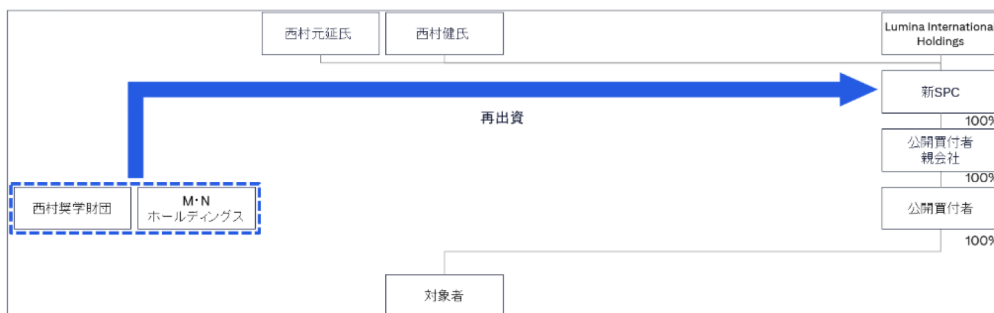 西村元延氏
西村健氏
Lumina International
Holdings
新SPC
再出資
100%
公開買付者
親会社
100%
西村奨学財団
M・N
ホールディングス
公開買付者
100%
対象者